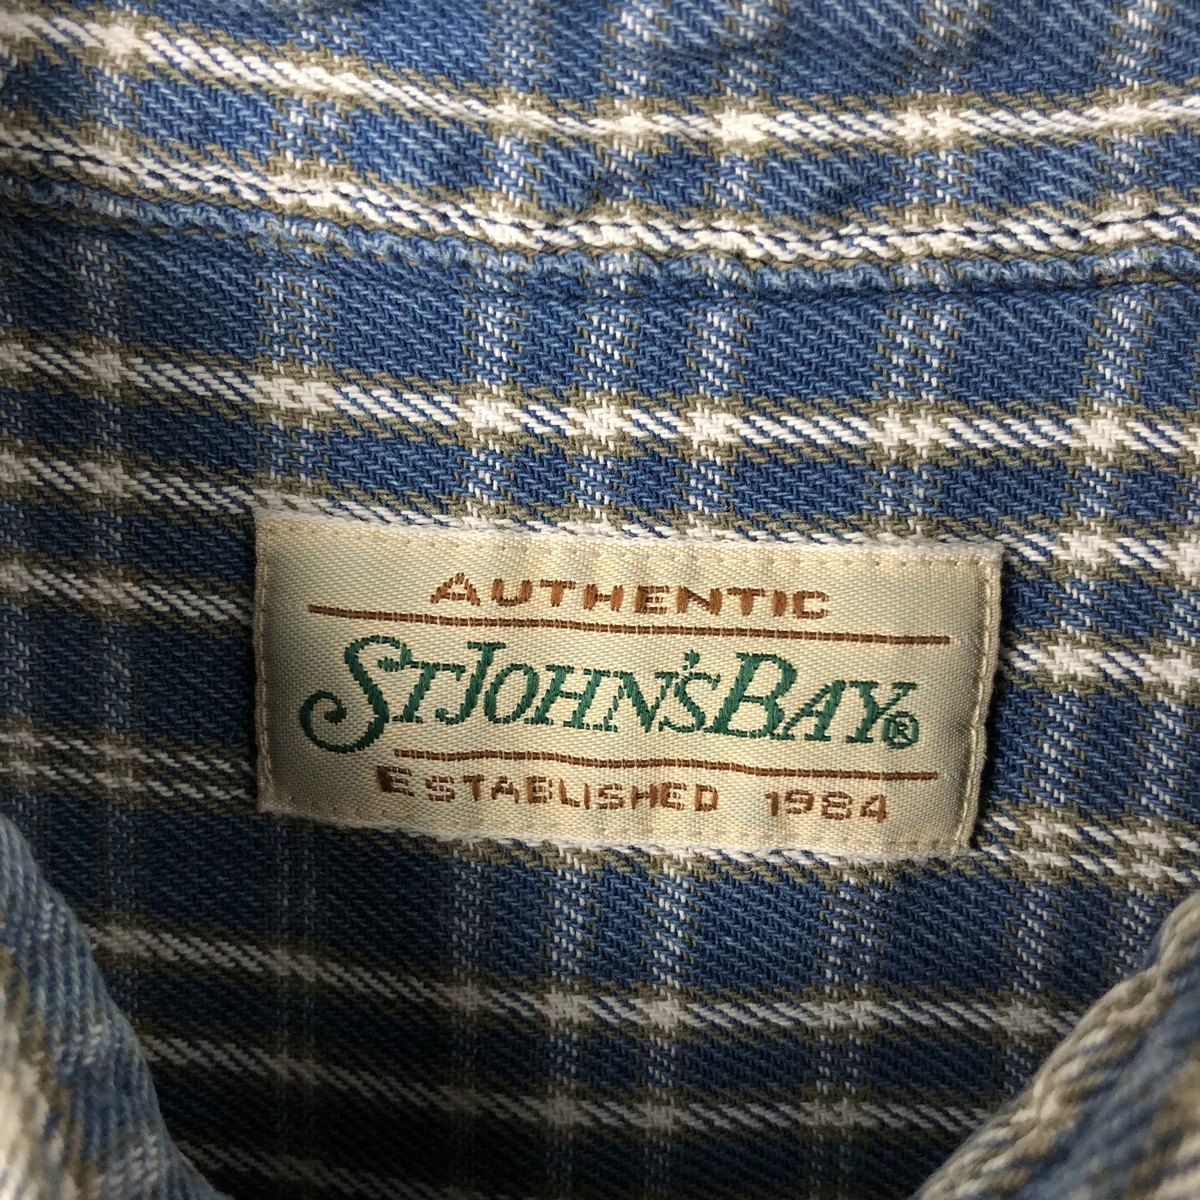 AUTHENTIC
ST JOHN'S BAY®
ESTABLISHED 1984